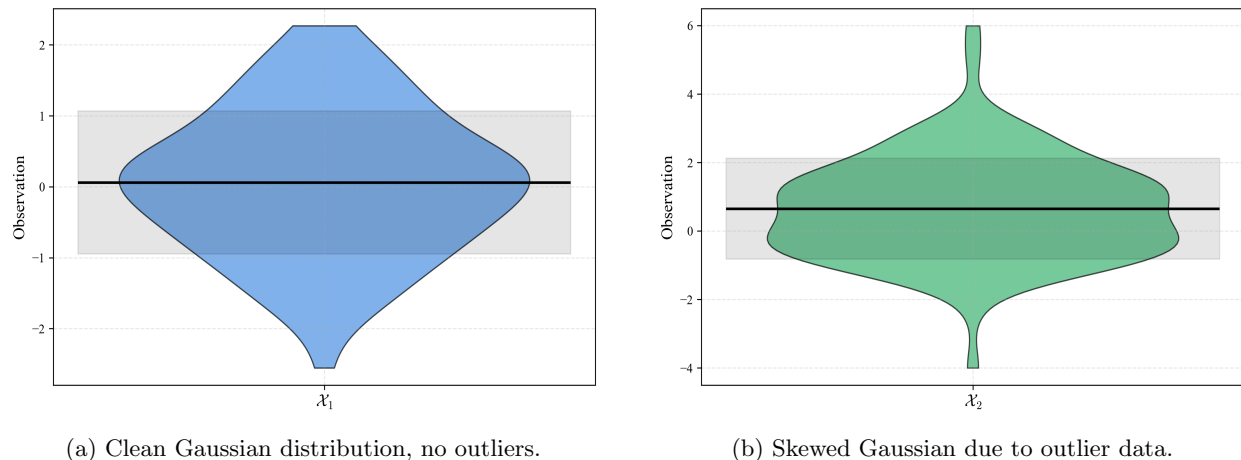 Observation
2
1
0
−1
−2
𝒳₁
(a) Clean Gaussian distribution, no outliers.
Observation
6
4
2
0
−2
−4
𝒳₂
(b) Skewed Gaussian due to outlier data.